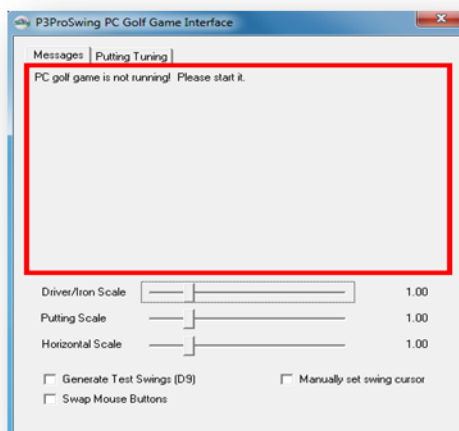 P3ProSwing PC Golf Game Interface
Messages Putting Tuning
PC golf game is not running! Please start it.
Driver/Iron Scale 1.00
Putting Scale 1.00
Horizontal Scale 1.00
Generate Test Swings (D9) Manually set swing cursor
Swap Mouse Buttons